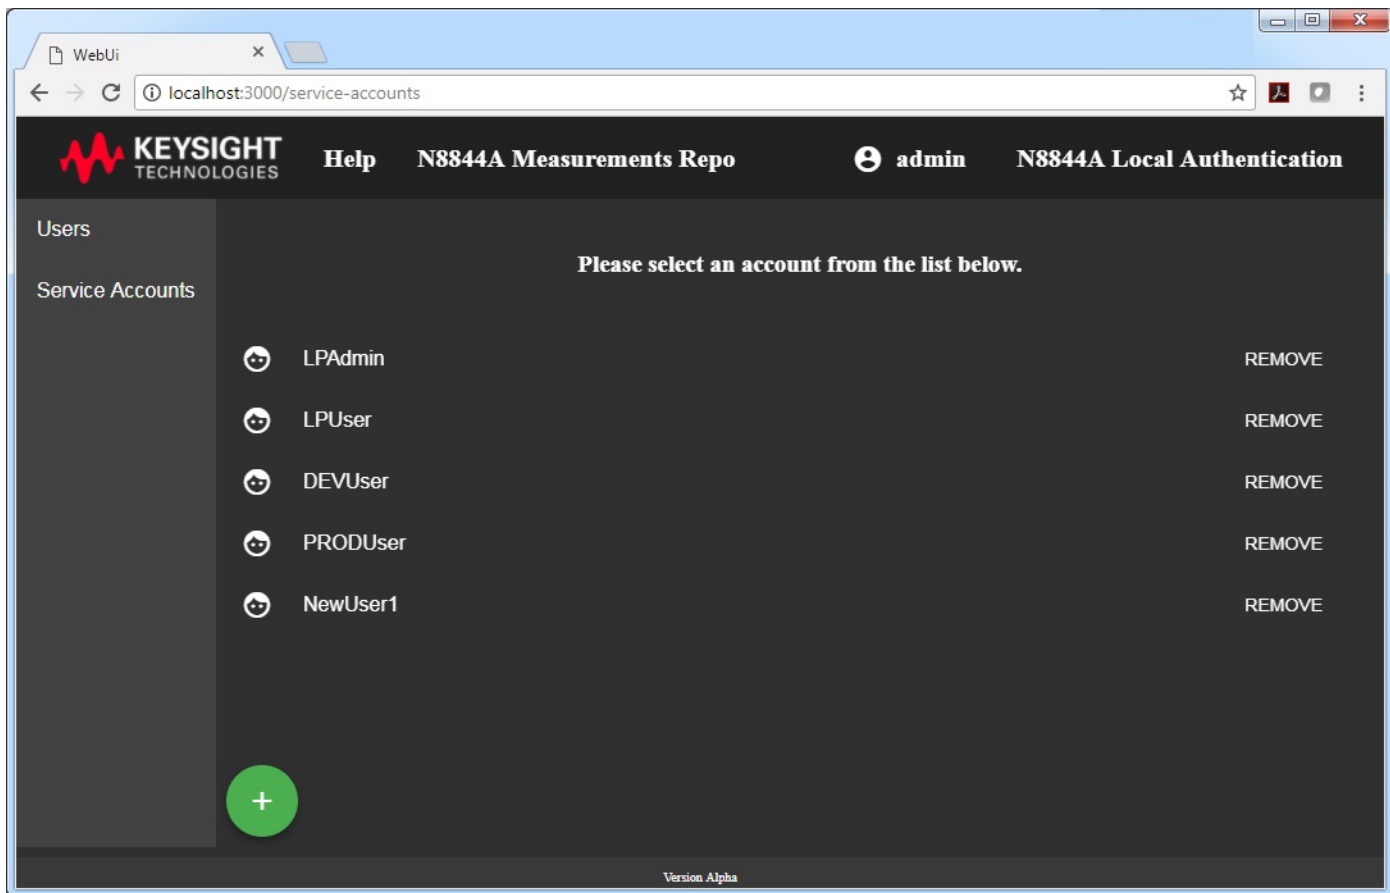 WebUi
localhost:3000/service-accounts
KEYSIGHT
TECHNOLOGIES
Help N8844A Measurements Repo admin N8844A Local Authentication
Users
Service Accounts
Please select an account from the list below.
LPAdmin REMOVE
LPUser REMOVE
DEVUser REMOVE
PRODUser REMOVE
NewUser1 REMOVE
+
Version Alpha